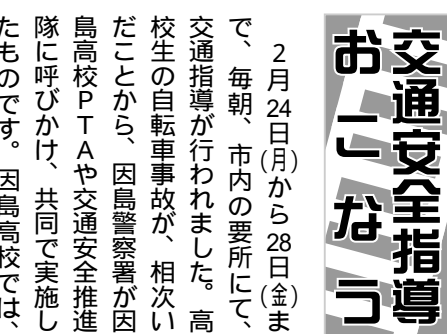 交通安全指導
おこなう
2月24日(月)から28日(金)ま
で、毎朝、市内の要所にて、
交通指導が行われました。高
校生の自転車事故が、相次い
だことから、因島警察署が因
島高校PTAや交通安全推進
隊に呼びかけ、共同で実施し
たものです。因島高校では、